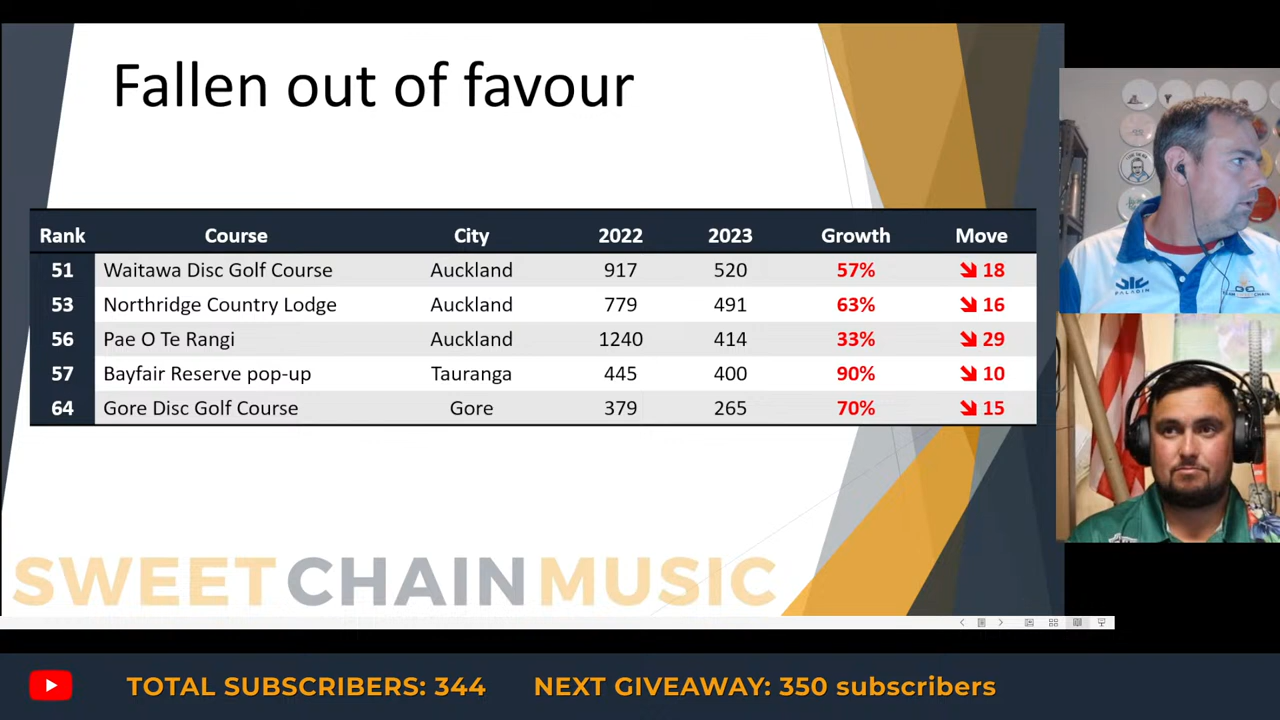 Fallen out of favour
Rank Course City 2022 2023 Growth Move
51 Waitawa Disc Golf Course Auckland 917 520 57% 18
53 Northridge Country Lodge Auckland 779 491 63% 16
56 Pae O Te Rangi Auckland 1240 414 33% 29
57 Bayfair Reserve pop-up Tauranga 445 400 90% 10
64 Gore Disc Golf Course Gore 379 265 70% 15
SWEET CHAIN MUSIC
PALADIN
TOTAL SUBSCRIBERS: 344 NEXT GIVEAWAY: 350 subscribers